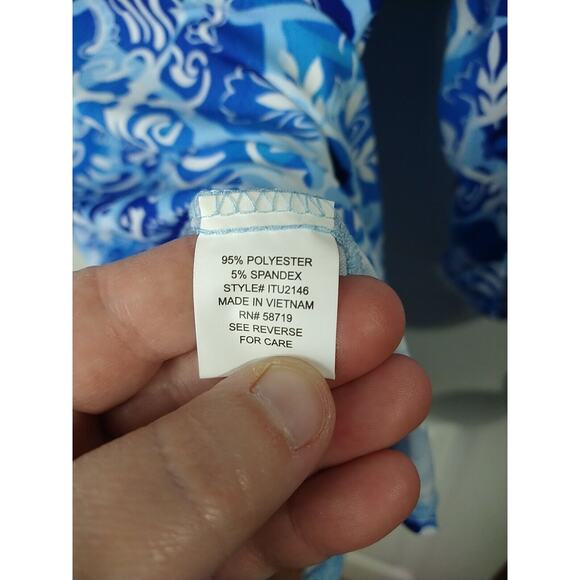 95% POLYESTER
5% SPANDEX
STYLE# ITU2146
MADE IN VIETNAM
RN# 58719
SEE REVERSE
FOR CARE